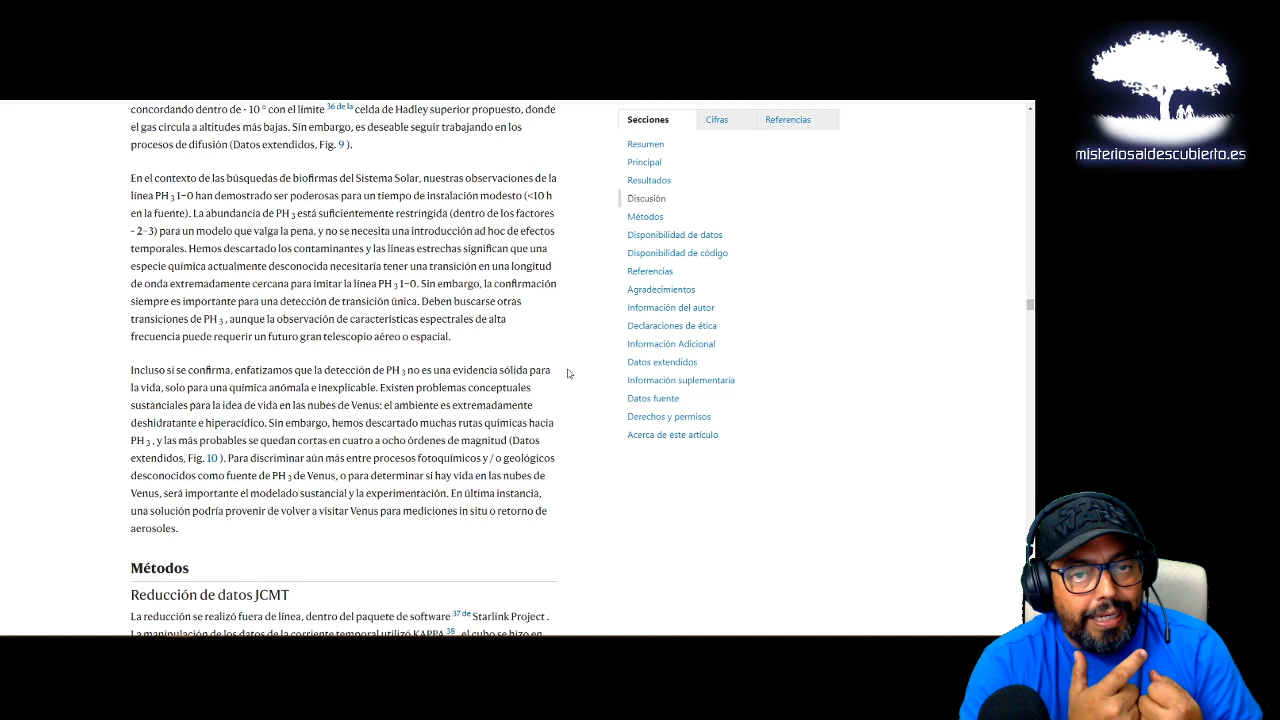 concordando dentro de ~ 10 ° con el límite 36 de la celda de Hadley superior propuesto, donde
el gas circula a altitudes más bajas. Sin embargo, es deseable seguir trabajando en los
procesos de difusión (Datos extendidos, Fig. 9 ).
En el contexto de las búsquedas de biofirmas del Sistema Solar, nuestras observaciones de la
línea PH 3 1–0 han demostrado ser poderosas para un tiempo de instalación modesto (<10 h
en la fuente). La abundancia de PH 3 está suficientemente restringida (dentro de los factores
~ 2–3) para un modelo que valga la pena, y no se necesita una introducción ad hoc de efectos
temporales. Hemos descartado los contaminantes y las líneas estrechas significan que una
especie química actualmente desconocida necesitaría tener una transición en una longitud
de onda extremadamente cercana para imitar la línea PH 3 1–0. Sin embargo, la confirmación
siempre es importante para una detección de transición única. Deben buscarse otras
transiciones de PH 3 , aunque la observación de características espectrales de alta
frecuencia puede requerir un futuro gran telescopio aéreo o espacial.
Incluso si se confirma, enfatizamos que la detección de PH 3 no es una evidencia sólida para
la vida, solo para una química anómala e inexplicable. Existen problemas conceptuales
sustanciales para la idea de vida en las nubes de Venus: el ambiente es extremadamente
deshidratante e hiperacídico. Sin embargo, hemos descartado muchas rutas químicas hacia
PH 3 , y las más probables se quedan cortas en cuatro a ocho órdenes de magnitud (Datos
extendidos, Fig. 10 ). Para discriminar aún más entre procesos fotoquímicos y / o geológicos
desconocidos como fuente de PH 3 de Venus, o para determinar si hay vida en las nubes de
Venus, será importante el modelado sustancial y la experimentación. En última instancia,
una solución podría provenir de volver a visitar Venus para mediciones in situ o retorno de
aerosoles.
Métodos
Reducción de datos JCMT
La reducción se realizó fuera de línea, dentro del paquete de software 37 de Starlink Project .
La manipulación de los datos de la corriente temporal utilizó KAPPA 38 , el cubo se hizo en
Secciones
Cifras
Referencias
Resumen
Principal
Resultados
Discusión
Métodos
Disponibilidad de datos
Disponibilidad de código
Referencias
Agradecimientos
Información del autor
Declaraciones de ética
Información Adicional
Datos extendidos
Información suplementaria
Datos fuente
Derechos y permisos
Acerca de este artículo
misteriosaldescubierto.es